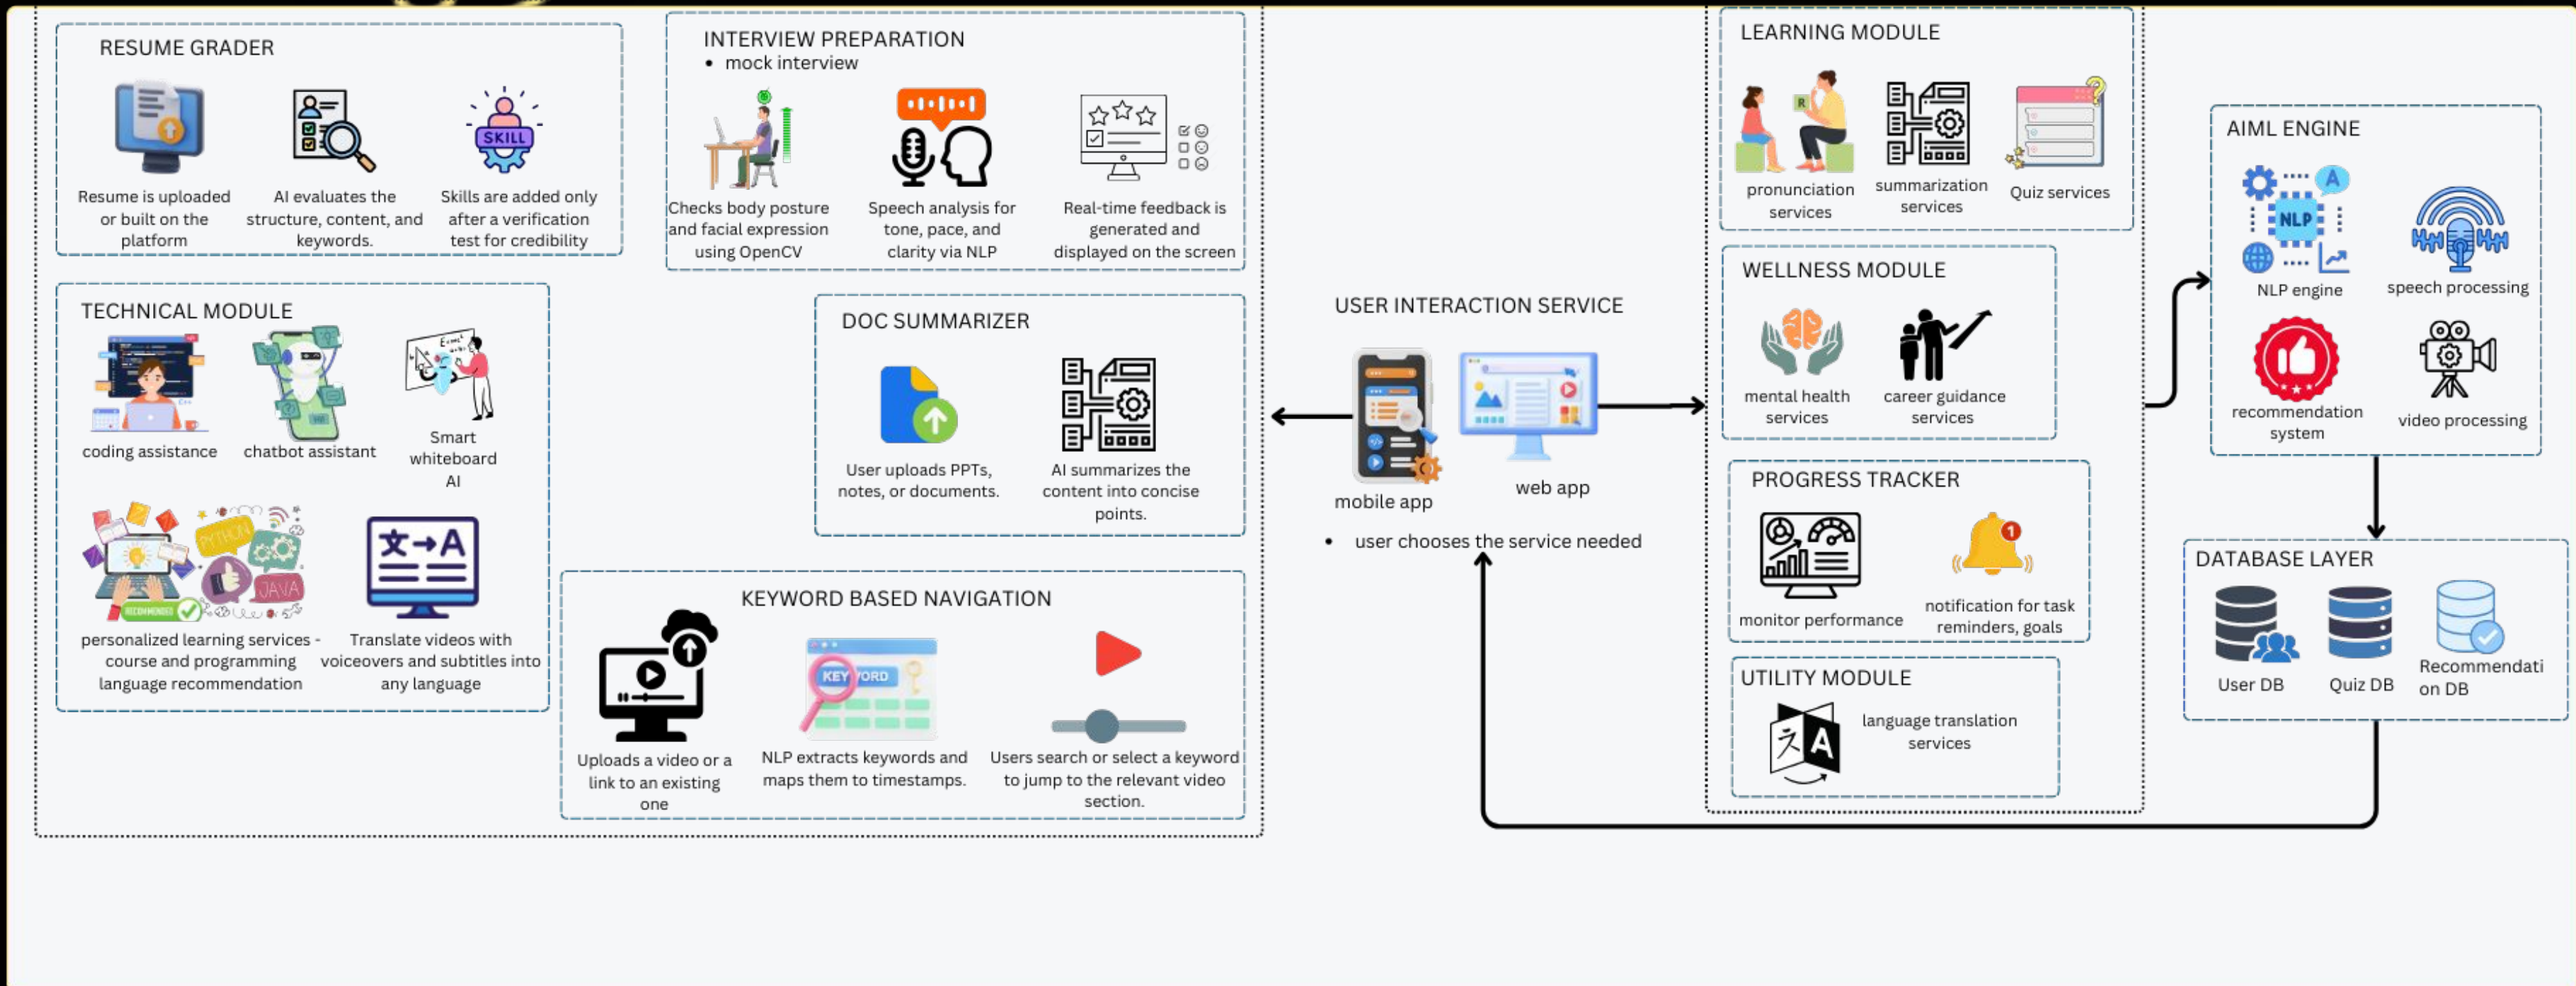 RESUME GRADER
SKILL
Resume is uploaded
or built on the
platform
AI evaluates the
structure, content, and
keywords.
Skills are added only
after a verification
test for credibility
INTERVIEW PREPARATION
• mock interview
Checks body posture
and facial expression
using OpenCV
Speech analysis for
tone, pace, and
clarity via NLP
Real-time feedback is
generated and
displayed on the screen
TECHNICAL MODULE
coding assistance
chatbot assistant
Smart
whiteboard
AI
PYTHON
JAVA
RECOMMENDED
文→A
personalized learning services -
course and programming
language recommendation
Translate videos with
voiceovers and subtitles into
any language
DOC SUMMARIZER
User uploads PPTs,
notes, or documents.
AI summarizes the
content into concise
points.
KEYWORD BASED NAVIGATION
Uploads a video or a
link to an existing
one
NLP extracts keywords and
maps them to timestamps.
Users search or select a keyword
to jump to the relevant video
section.
USER INTERACTION SERVICE
mobile app
web app
• user chooses the service needed
LEARNING MODULE
R
?
pronunciation
services
summarization
services
Quiz services
WELLNESS MODULE
mental health
services
career guidance
services
PROGRESS TRACKER
1
monitor performance
notification for task
reminders, goals
UTILITY MODULE
A
language translation
services
AIML ENGINE
A
NLP
NLP engine
speech processing
recommendation
system
video processing
DATABASE LAYER
User DB
Quiz DB
Recommendati
on DB